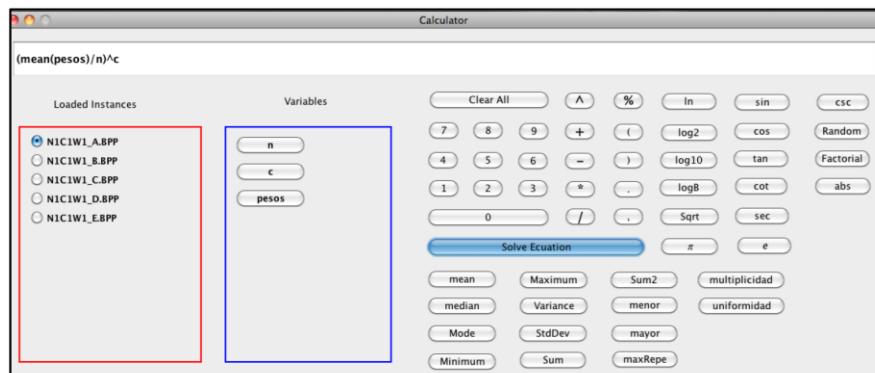 Calculator
(mean(pesos)/n)^c
Loaded Instances
Variables
N1C1W1_A.BPP
N1C1W1_B.BPP
N1C1W1_C.BPP
N1C1W1_D.BPP
N1C1W1_E.BPP
n
c
pesos
Clear All ^ % ln sin csc
7 8 9 + ( log2 cos Random
4 5 6 - ) log10 tan Factorial
1 2 3 * . logB cot abs
0 / , Sqrt sec
Solve Ecuation π e
mean Maximum Sum2 multiplicidad
median Variance menor uniformidad
Mode StdDev mayor
Minimum Sum maxRepe